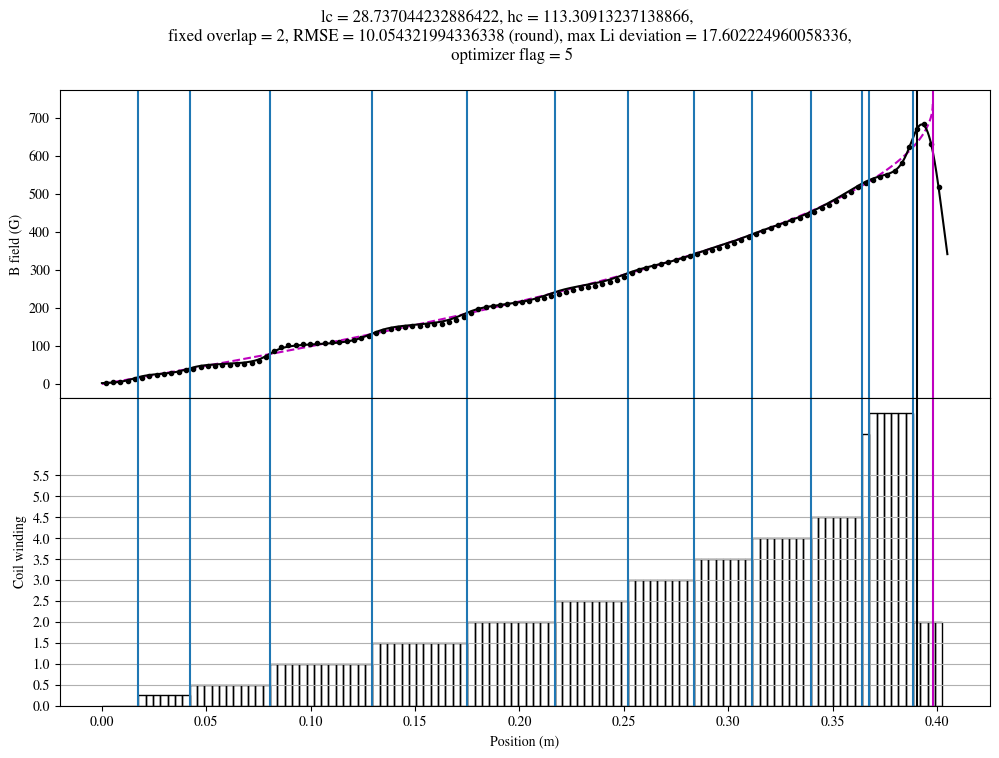 lc = 28.737044232886422, hc = 113.30913237138866,
fixed overlap = 2, RMSE = 10.054321994336338 (round), max Li deviation = 17.602224960058336,
optimizer flag = 5
700
600
500
400
300
200
100
0
B field (G)
5.5
5.0
4.5
4.0
3.5
3.0
2.5
2.0
1.5
1.0
0.5
0.0
Coil winding
0.00 0.05 0.10 0.15 0.20 0.25 0.30 0.35 0.40
Position (m)